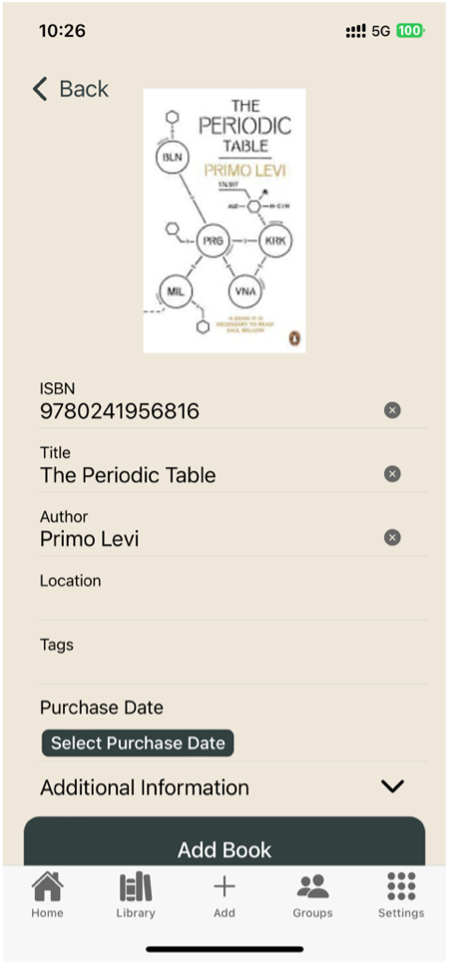 10:26
5G 100
Back
THE
PERIODIC
TABLE
PRIMO LEVI
174517
BLN
PRG
KRK
MIL
VNA
A BOOK IT IS
NECESSARY TO READ
SAUL BELLOW
ISBN
9780241956816
Title
The Periodic Table
Author
Primo Levi
Location
Tags
Purchase Date
Select Purchase Date
Additional Information
Add Book
Home Library Add Groups Settings